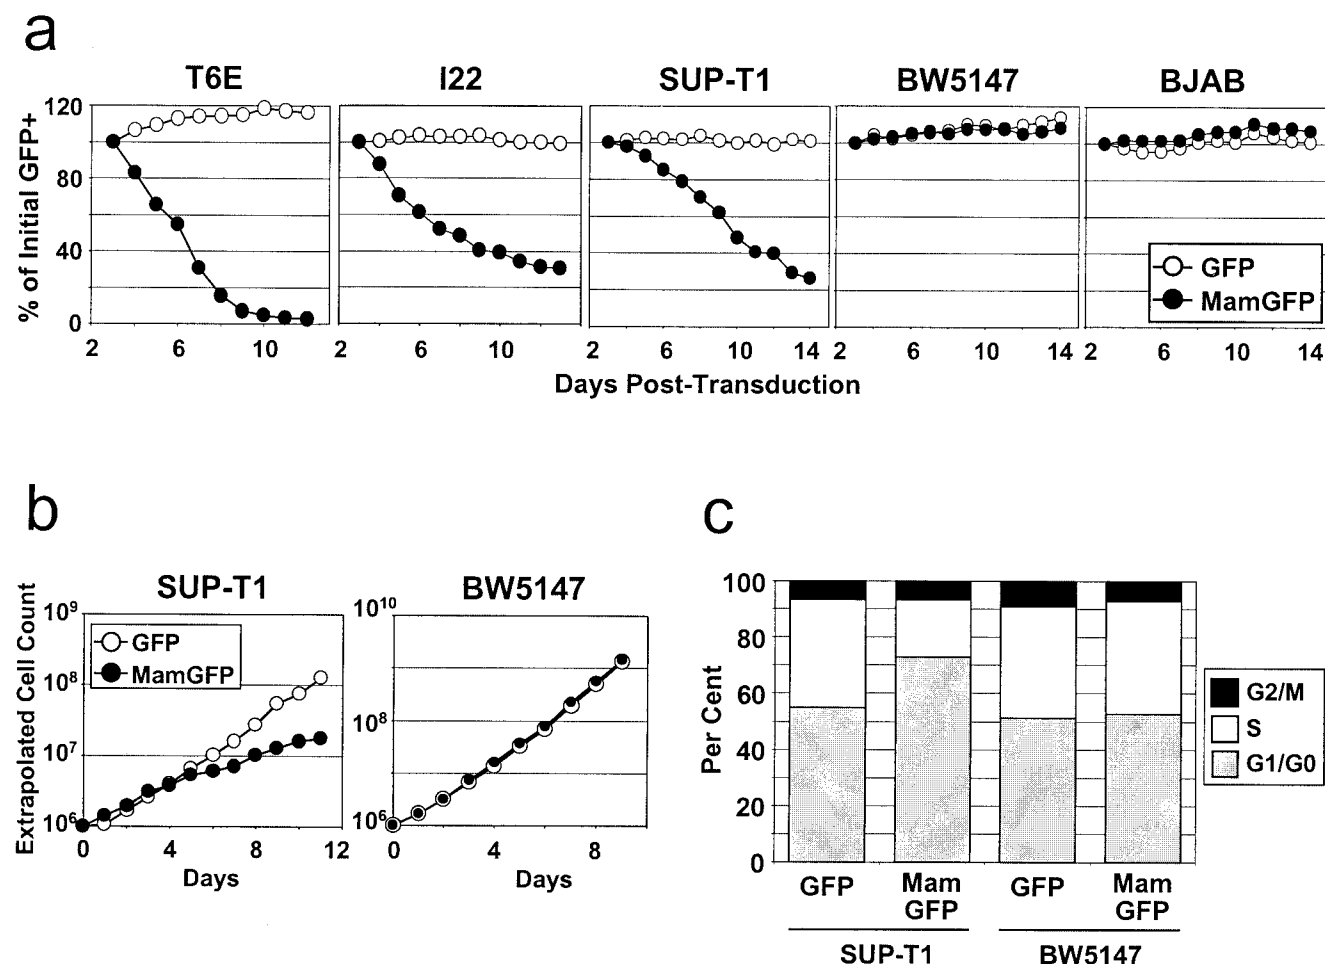 a
T6E I22 SUP-T1 BW5147 BJAB
% of Initial GFP+
120
80
40
0
GFP
MamGFP
2 6 10 2 6 10 2 6 10 14 2 6 10 14 2 6 10 14
Days Post-Transduction
b
SUP-T1 BW5147
Extrapolated Cell Count
10⁹
10⁸
10⁷
10⁶
GFP
MamGFP
0 4 8 12
Days
10¹⁰
10⁸
10⁶
0 4 8
Days
c
Per Cent
100
80
60
40
20
0
G2/M
S
G1/G0
GFP Mam GFP GFP Mam GFP
SUP-T1 BW5147